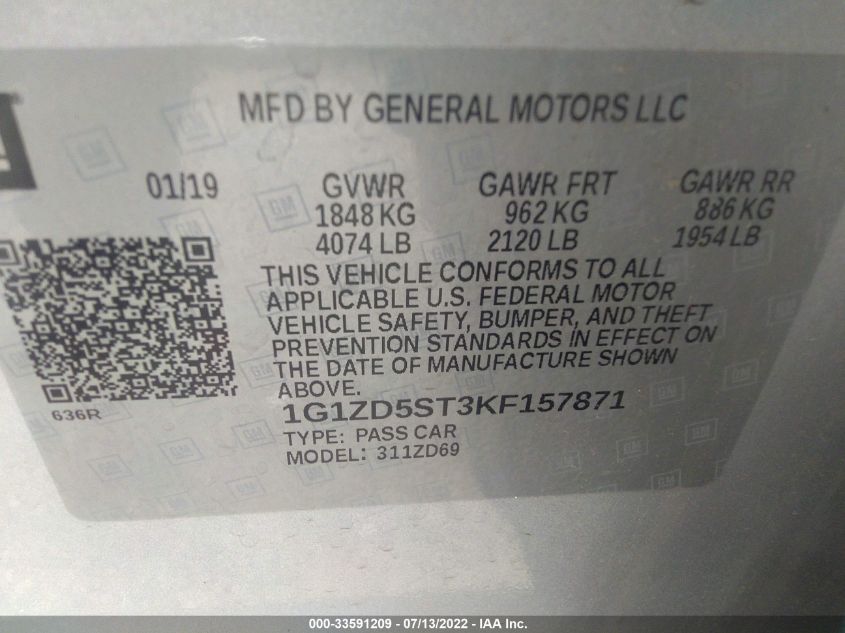 MFD BY GENERAL MOTORS LLC
01/19 GVWR GAWR FRT GAWR RR
1848 KG 962 KG 886 KG
4074 LB 2120 LB 1954 LB
THIS VEHICLE CONFORMS TO ALL
APPLICABLE U.S. FEDERAL MOTOR
VEHICLE SAFETY, BUMPER, AND THEFT
PREVENTION STANDARDS IN EFFECT ON
THE DATE OF MANUFACTURE SHOWN
ABOVE.
636R
1G1ZD5ST3KF157871
TYPE: PASS CAR
MODEL: 311ZD69
GM
000-33591209 - 07/13/2022 - IAA Inc.